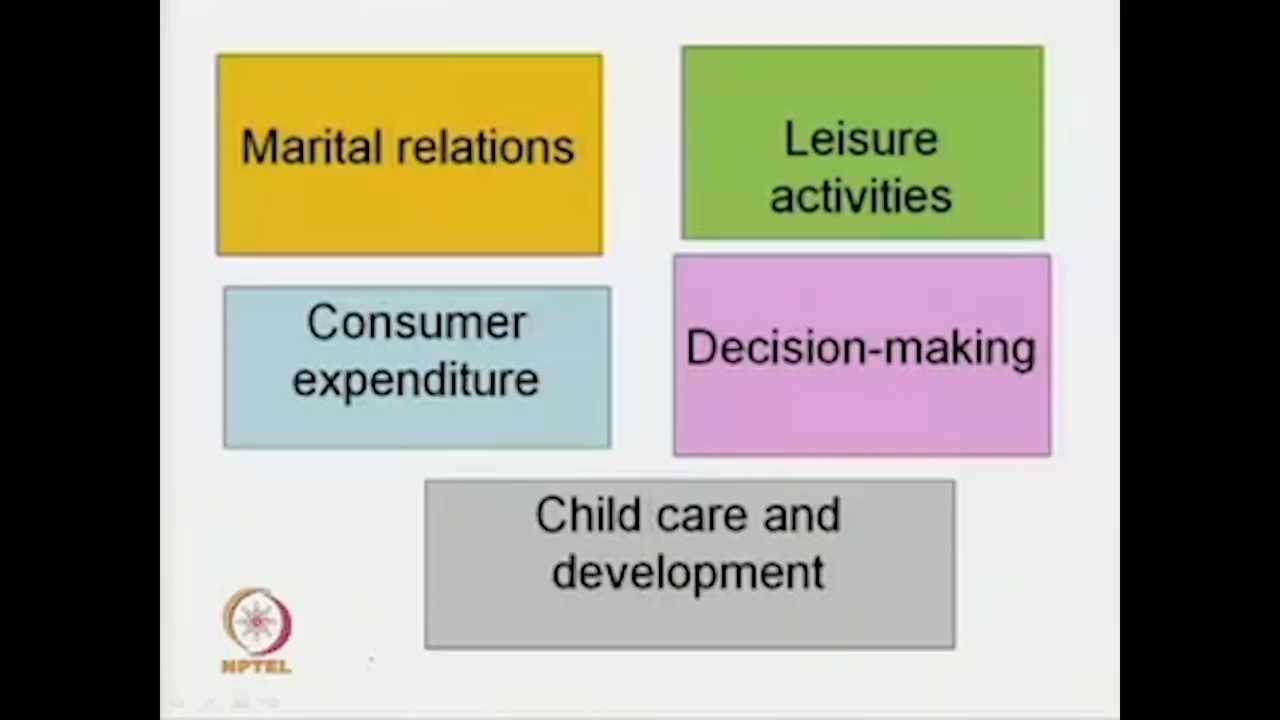 Marital relations
Leisure
activities
Consumer
expenditure
Decision-making
Child care and
development
NPTEL